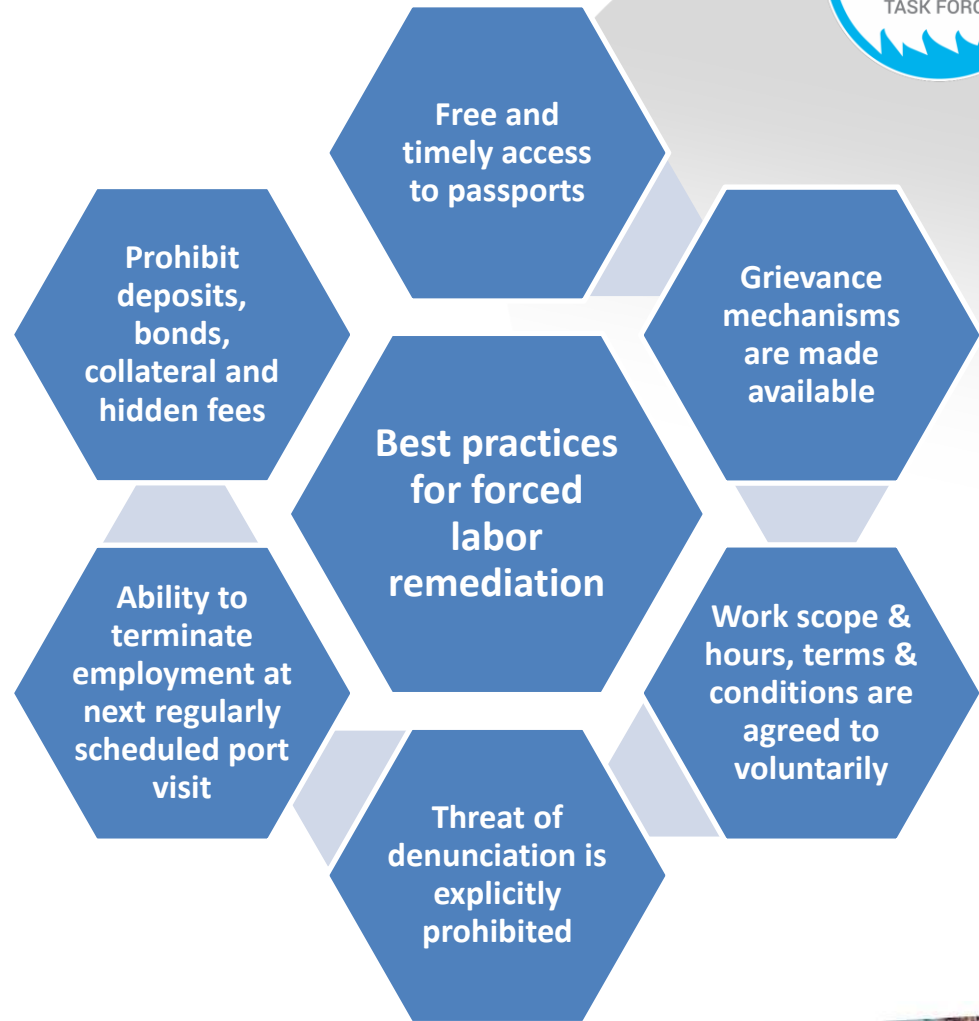 TASK
Free and
timely access
to passports
Prohibit
deposits,
bonds,
collateral and
hidden fees
Grievance
mechanisms
are made
available
Best practices
for forced
labor
remediation
Ability to
terminate
employment at
next regularly
scheduled port
visit
Work scope &
hours, terms &
conditions are
agreed to
voluntarily
Threat of
denunciation is
explicitly
prohibited